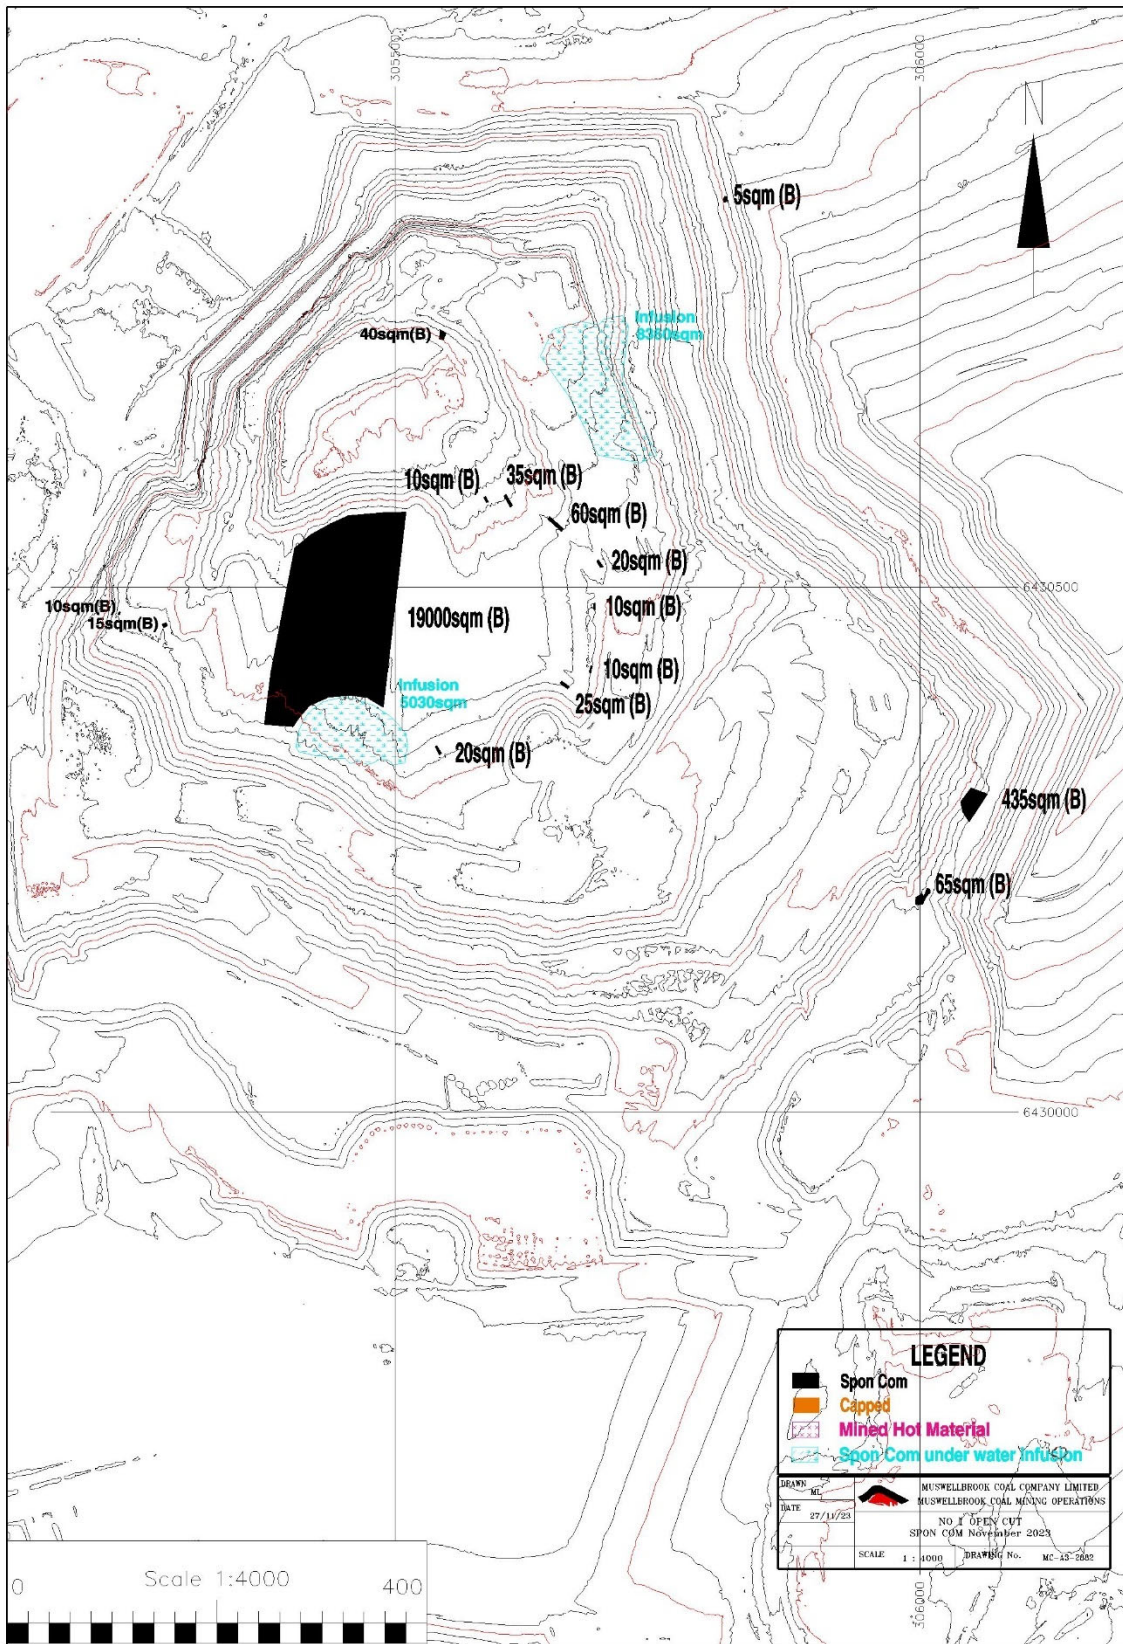 305500
306000
N
5sqm (B)
Infusion
8360sqm
40sqm(B)
10sqm (B)
35sqm (B)
60sqm (B)
20sqm (B)
6430500
10sqm(B)
15sqm(B)
19000sqm (B)
10sqm (B)
10sqm (B)
Infusion
5030sqm
25sqm (B)
20sqm (B)
435sqm (B)
65sqm (B)
6430000
LEGEND
Spon Com
Capped
Mined Hot Material
Spon Com under water infusion
DRAWN
ML
DATE
27/11/23
MUSWELLBROOK COAL COMPANY LIMITED
MUSWELLBROOK COAL MINING OPERATIONS
NO 1 OPEN CUT
SPON COM November 2023
SCALE 1 : 4000
DRAWING No. MC-A3-2882
0 Scale 1:4000 400
306000